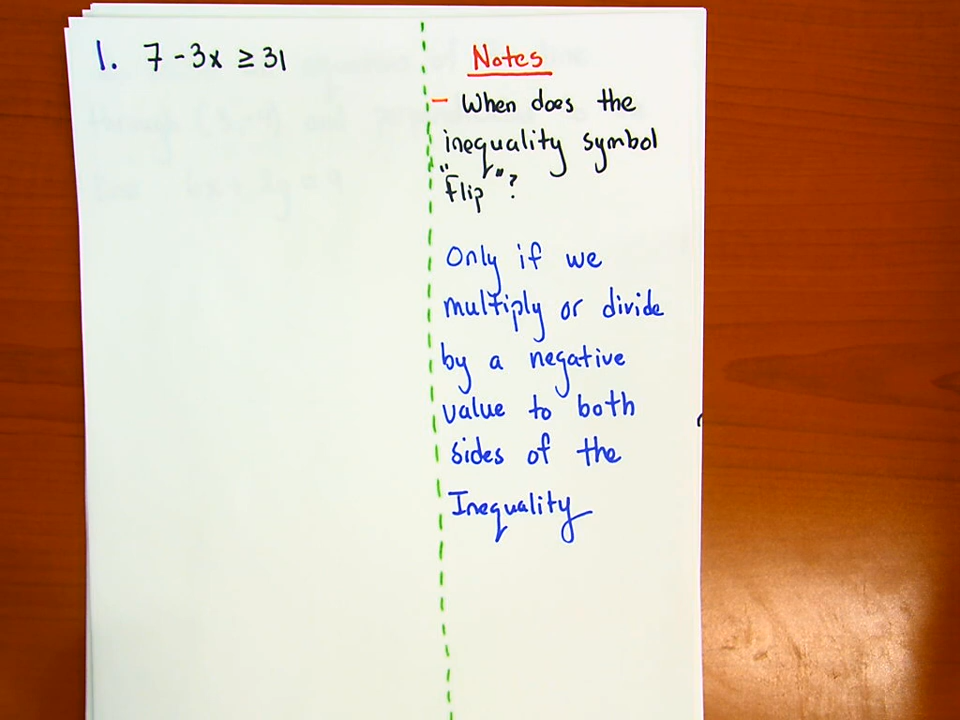 1. 7 - 3x ≥ 31
Notes
- When does the
inequality symbol
"flip"?
Only if we
multiply or divide
by a negative
value to both
sides of the
Inequality